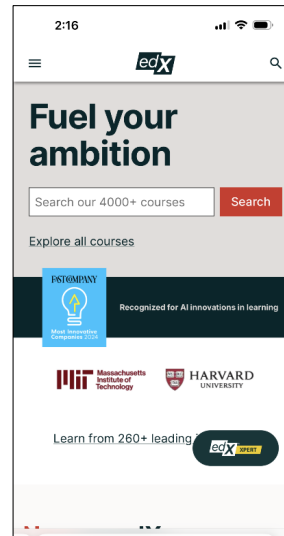 2:16
edX
Fuel your
ambition
Search our 4000+ courses
Search
Explore all courses
FAST COMPANY
Most Innovative
Companies 2024
Recognized for AI innovations in learning
Massachusetts
Institute of
Technology
HARVARD
UNIVERSITY
Learn from 260+ leading
edX XPERT